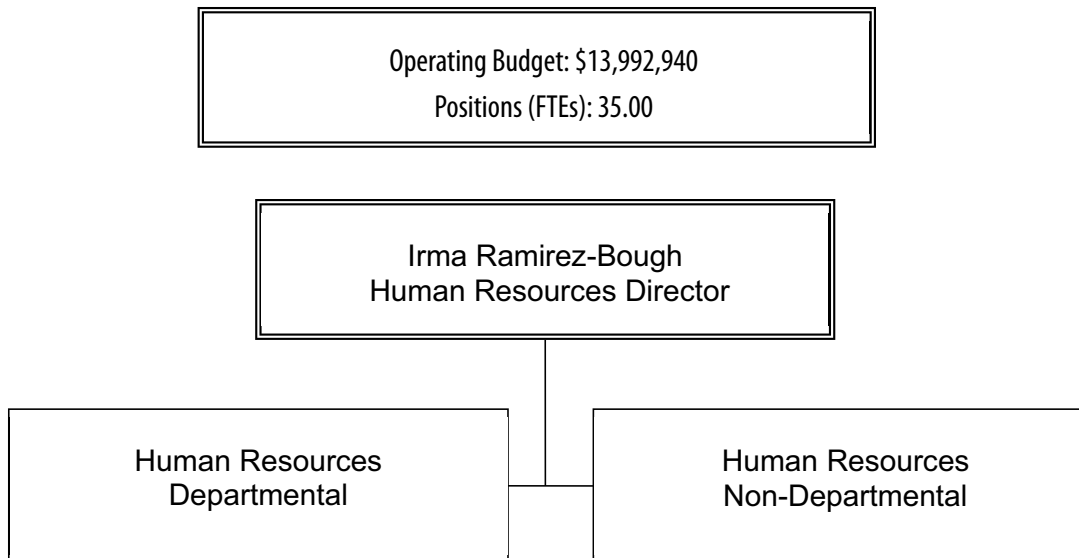 Operating Budget: $13,992,940
Positions (FTEs): 35.00
Irma Ramirez-Bough
Human Resources Director
Human Resources
Departmental
Human Resources
Non-Departmental